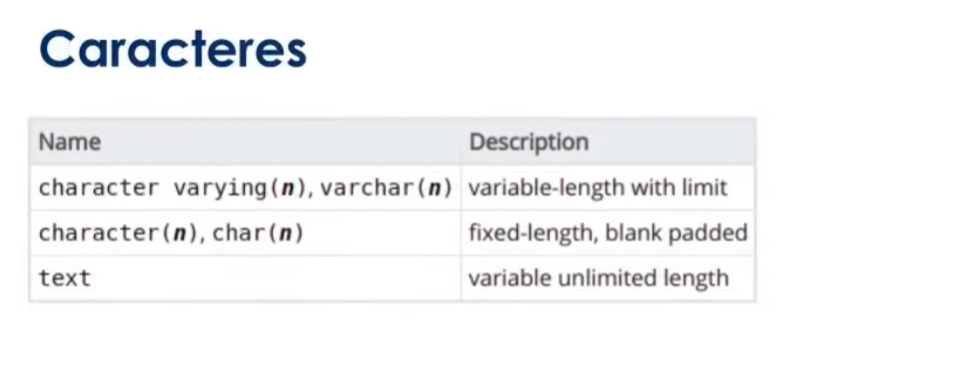 Caracteres
Name Description
character varying(n), varchar(n) variable-length with limit
character(n), char(n) fixed-length, blank padded
text variable unlimited length